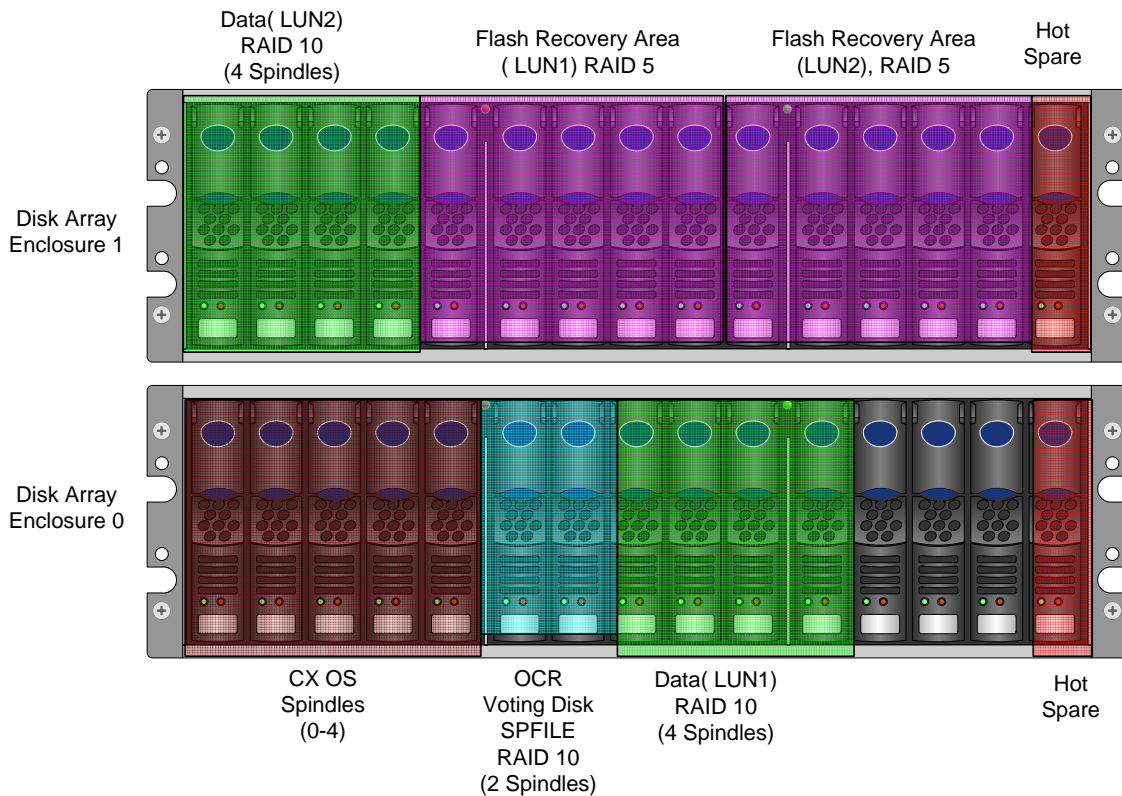 Data( LUN2)
RAID 10
(4 Spindles)
Flash Recovery Area
( LUN1) RAID 5
Flash Recovery Area
(LUN2), RAID 5
Hot
Spare
Disk Array
Enclosure 1
Disk Array
Enclosure 0
CX OS
Spindles
(0-4)
OCR
Voting Disk
SPFILE
RAID 10
(2 Spindles)
Data( LUN1)
RAID 10
(4 Spindles)
Hot
Spare